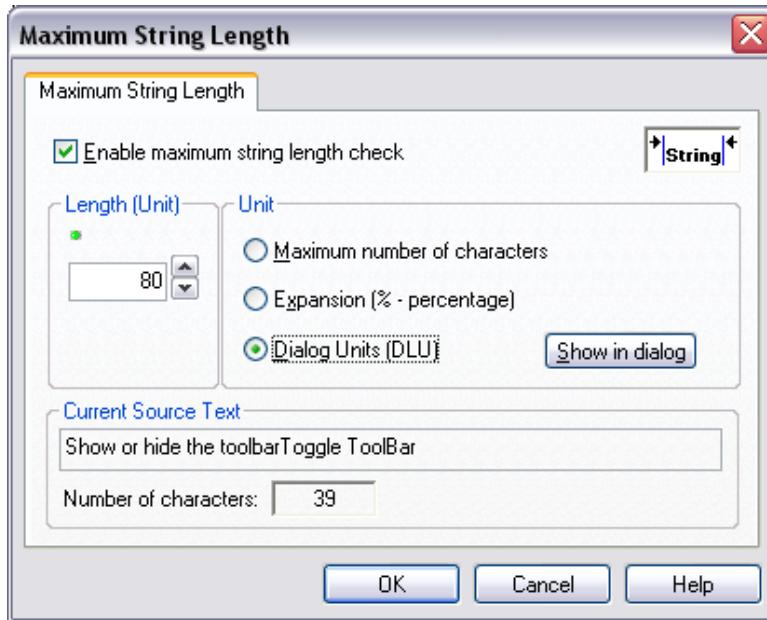 Maximum String Length
Maximum String Length
Enable maximum string length check
String
Length (Unit)
Unit
80
Maximum number of characters
Expansion (% - percentage)
Dialog Units (DLU)
Show in dialog
Current Source Text
Show or hide the toolbarToggle ToolBar
Number of characters: 39
OK Cancel Help